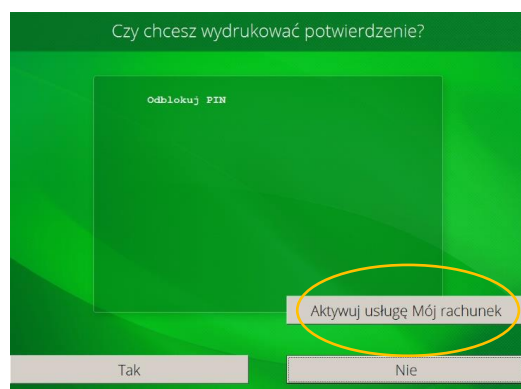 Czy chcesz wydrukować potwierdzenie?
Odblokuj PIN
Aktywuj usługę Mój rachunek
Tak
Nie